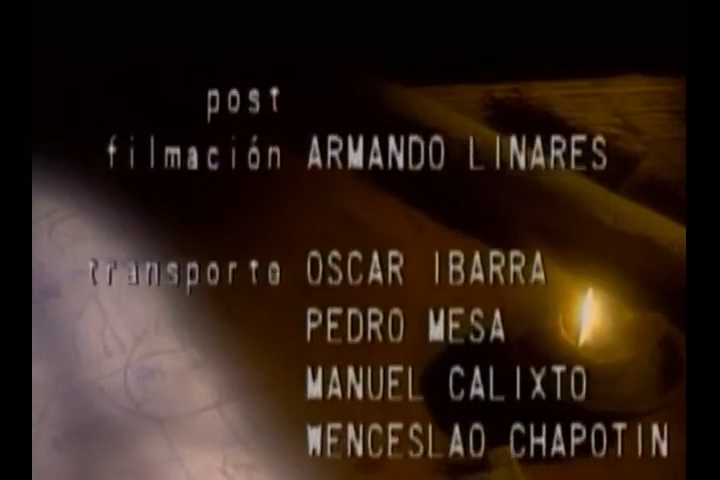 post
filmación ARMANDO LINARES
transporte OSCAR IBARRA
PEDRO MESA
MANUEL CALIXTO
WENCESLAO CHAPOTIN